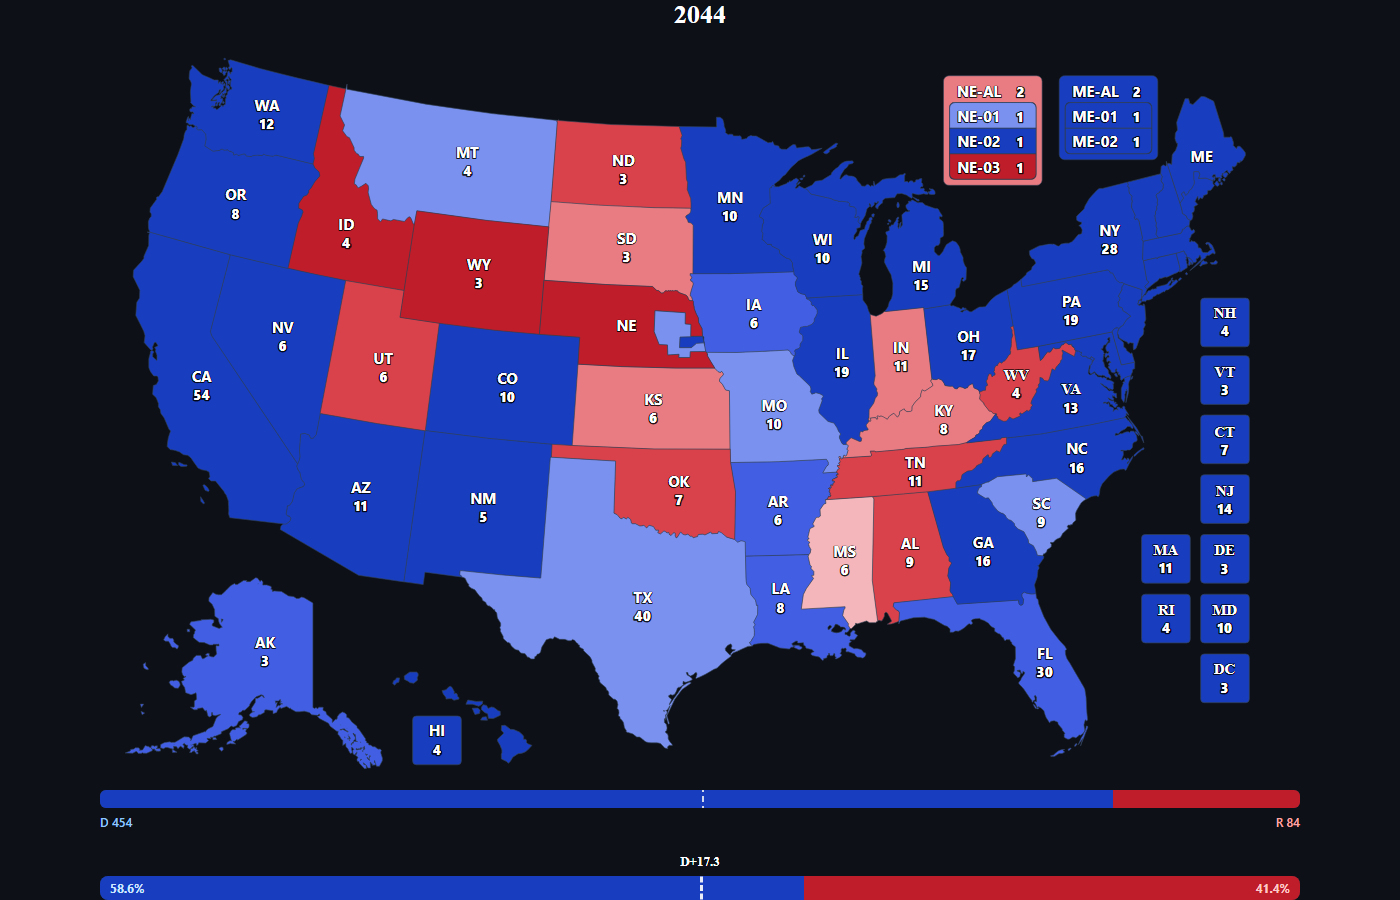 2044
NE-AL 2
NE-01 1
NE-02 1
NE-03 1
ME-AL 2
ME-01 1
ME-02 1
WA
12
OR
8
CA
54
NV
6
ID
4
MT
4
WY
3
UT
6
AZ
11
CO
10
NM
5
ND
3
SD
3
NE
KS
6
OK
7
TX
40
MN
10
IA
6
MO
10
AR
6
LA
8
WI
10
IL
19
MI
15
IN
11
OH
17
KY
8
TN
11
MS
6
AL
9
GA
16
FL
30
SC
9
NC
16
VA
13
WV
4
PA
19
NY
28
ME
NH
4
VT
3
CT
7
NJ
14
MA
11
DE
3
RI
4
MD
10
DC
3
AK
3
HI
4
D 454
R 84
D+17.3
58.6%
41.4%